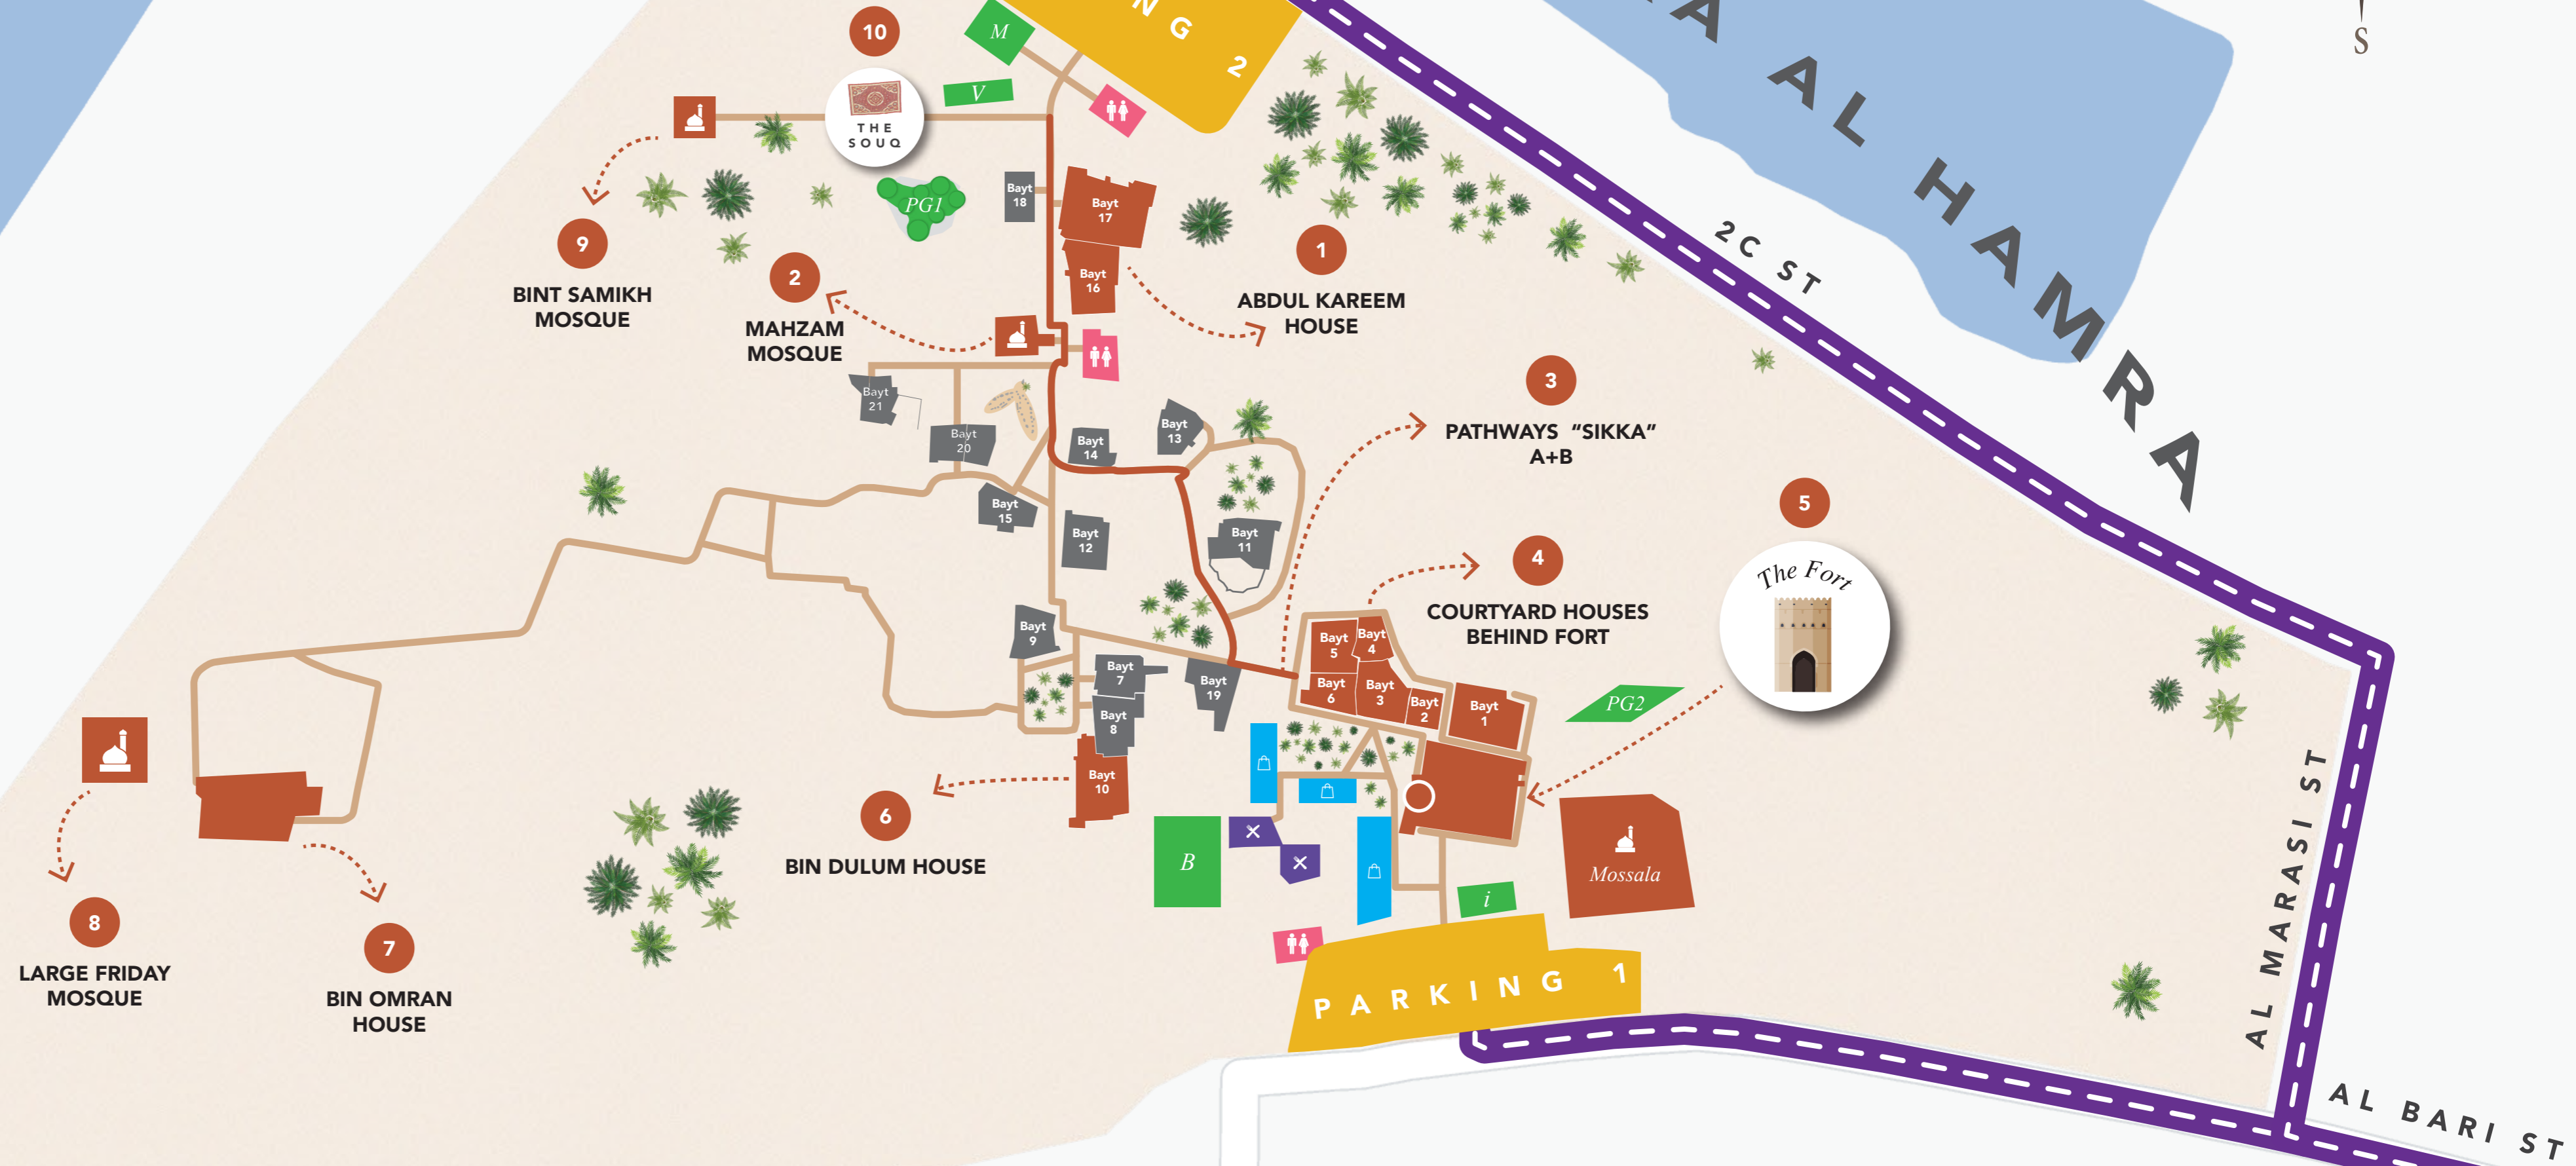 NG 2
S
A AL HAMRA
10
THE
SOUQ
M
V
9
BINT SAMIKH
MOSQUE
PG1
2
MAHZAM
MOSQUE
Bayt
18
Bayt
17
Bayt
16
1
ABDUL KAREEM
HOUSE
2C ST
3
PATHWAYS “SIKKA”
A+B
Bayt
21
Bayt
20
Bayt
14
Bayt
13
Bayt
15
Bayt
12
Bayt
11
4
COURTYARD HOUSES
BEHIND FORT
5
The Fort
Bayt
9
Bayt
7
Bayt
8
Bayt
19
Bayt
5
Bayt
4
Bayt
6
Bayt
3
Bayt
2
Bayt
1
PG2
Bayt
10
6
BIN DULUM HOUSE
B
i
Mossala
8
LARGE FRIDAY
MOSQUE
7
BIN OMRAN
HOUSE
PARKING 1
AL MARASI ST
AL BARI ST